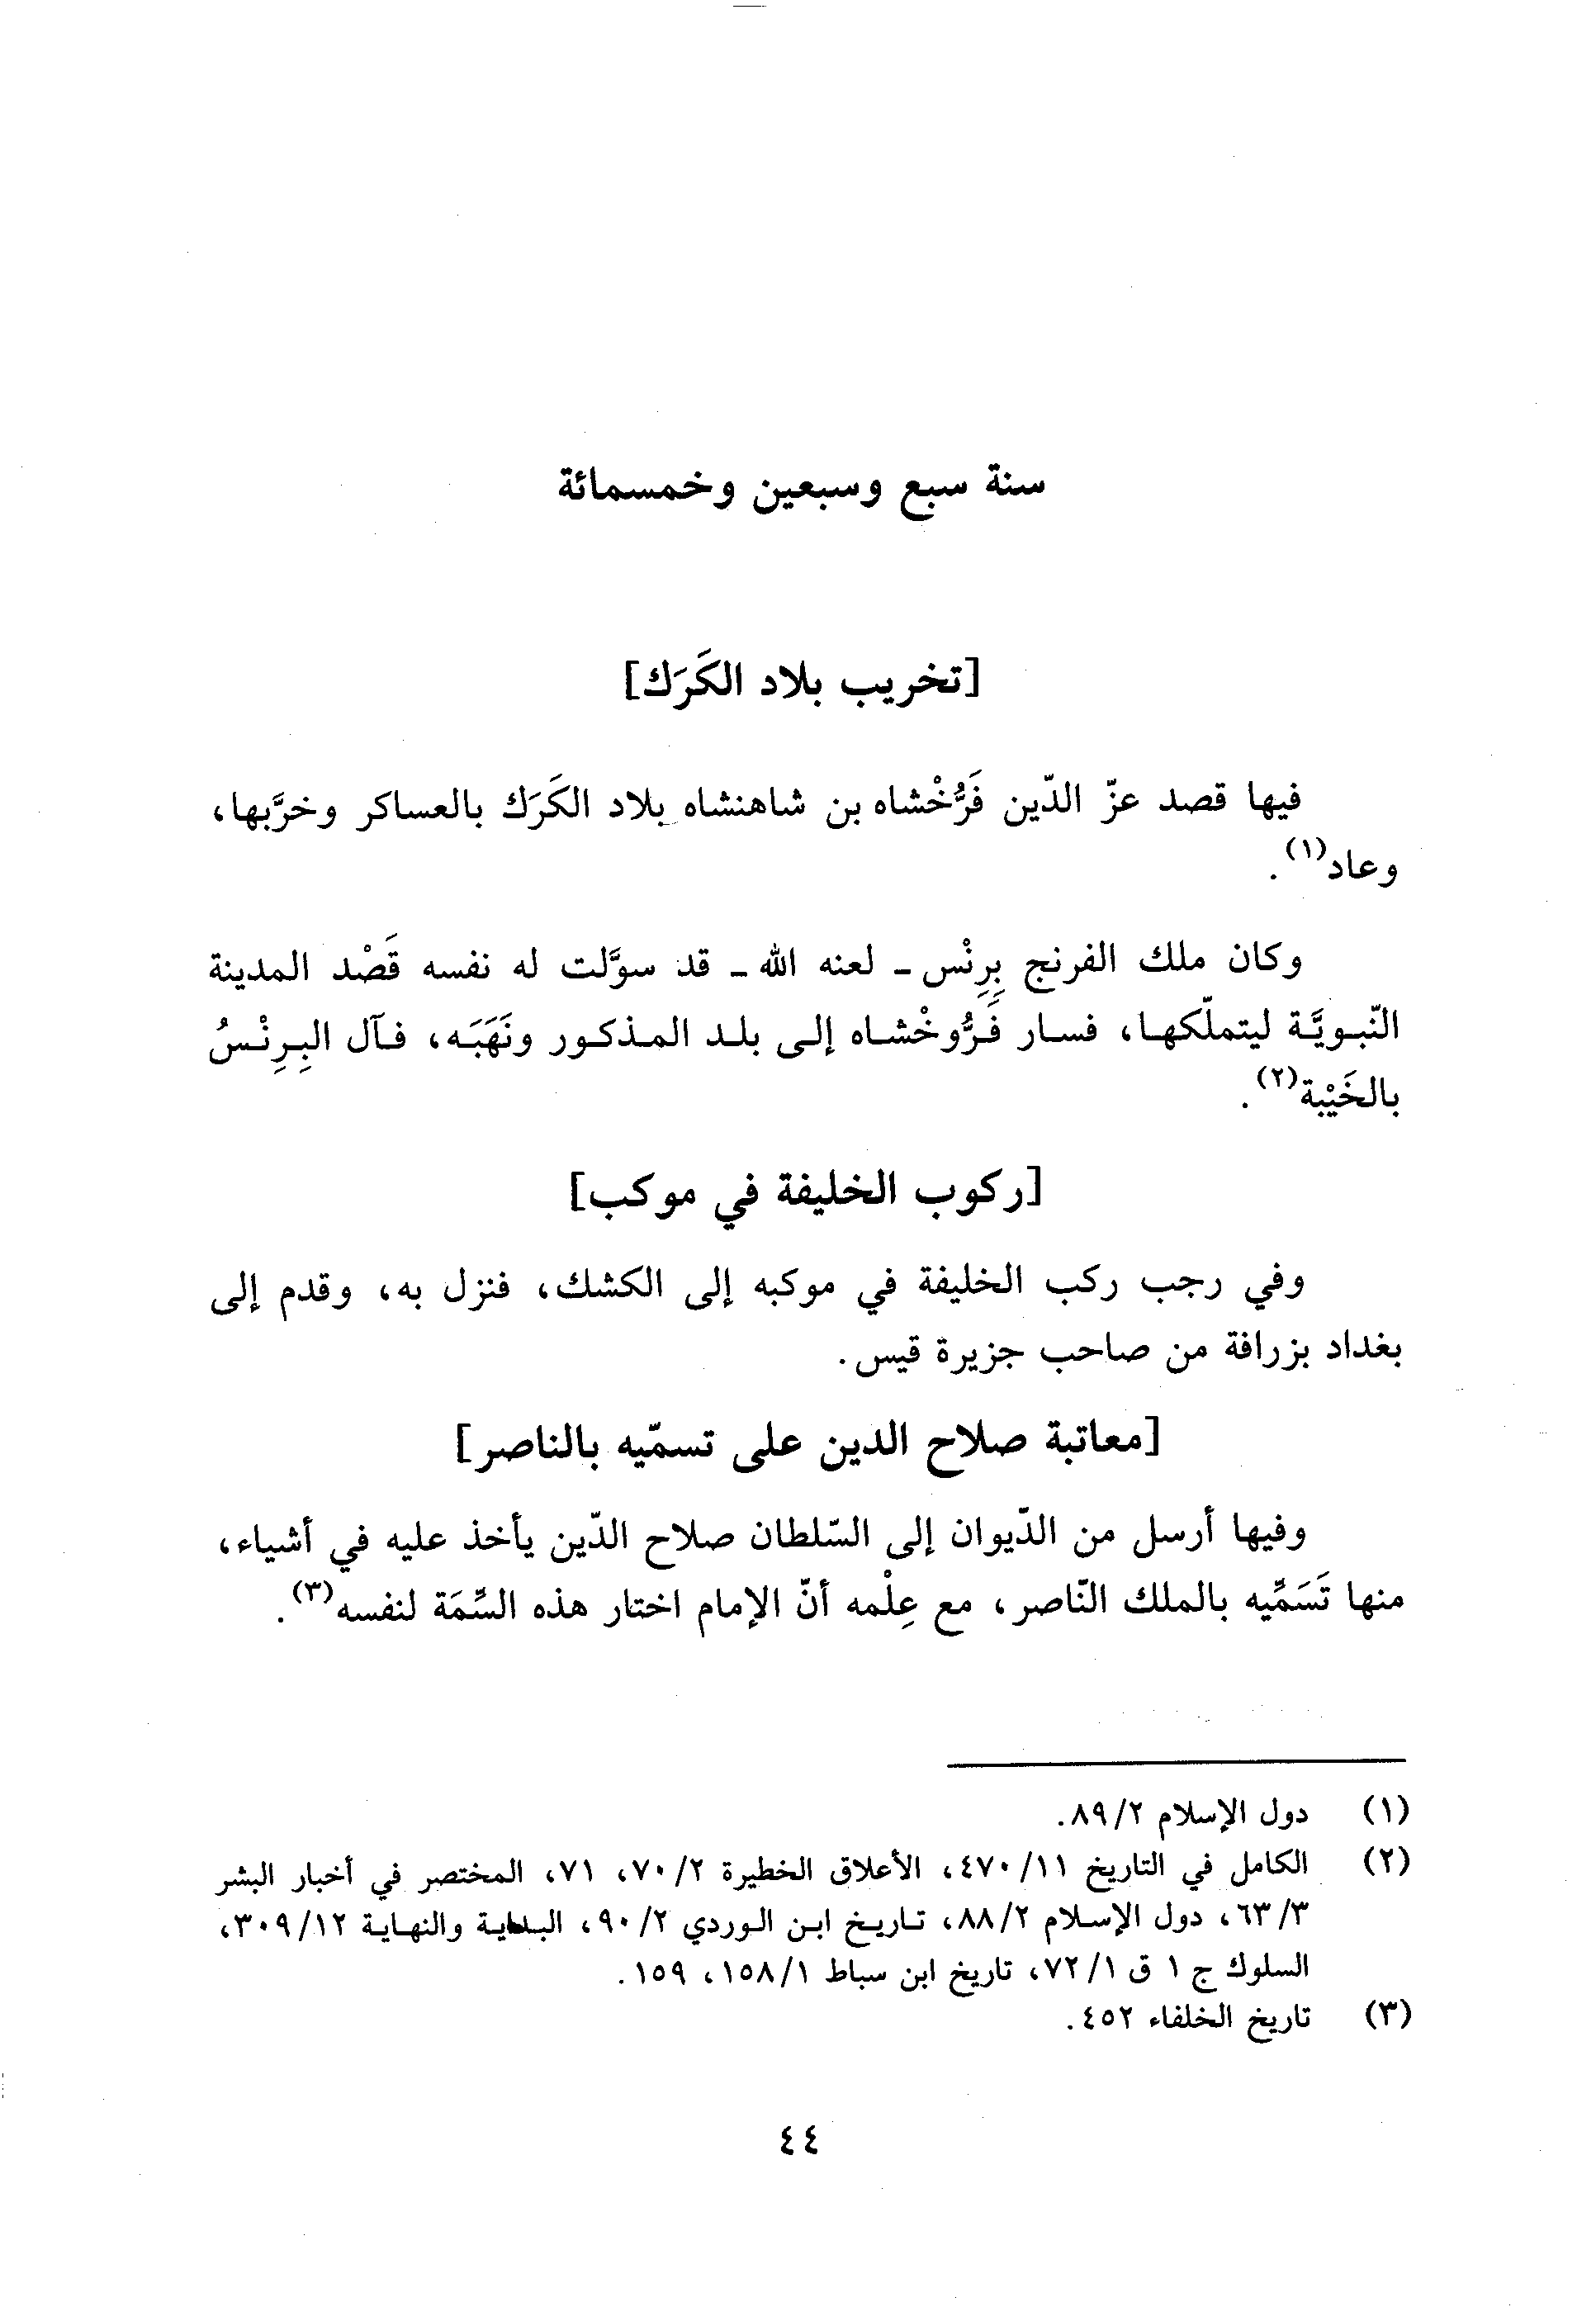 سنة سبع وسبعين وخمسمائة
[تخريب بلاد الكَرَك]
فيها قصد عزّ الدّين فَرُّخْشاه بن شاهنشاه بلاد الكَرَك بالعساكر وخرَّبها،
وعاد(١).
وكان ملك الفرنج بِرِنْس - لعنه الله - قد سوَّلت له نفسه قَصْد المدينة
النّبويَّة ليتملّكها، فسار فَرُّوخْشاه إلى بلد المذكور ونَهَبَه، فآل البِرِنْسُ
بالخَيْبة(٢).
[ركوب الخليفة في موكب]
وفي رجب ركب الخليفة في موكبه إلى الكشك، فنزل به، وقدم إلى
بغداد بزرافة من صاحب جزيرة قيس.
[معاتبة صلاح الدين على تسمّيه بالناصر]
وفيها أرسل من الدّيوان إلى السّلطان صلاح الدّين يأخذ عليه في أشياء،
منها تَسَمِّيه بالملك النّاصر، مع عِلْمه أنّ الإمام اختار هذه السِّمَة لنفسه(٣).
(١) دول الإسلام ٨٩/٢.
(٢) الكامل في التاريخ ٤٧٠/١١، الأعلاق الخطيرة ٧٠/٢، ٧١، المختصر في أخبار البشر
٦٣/٣، دول الإسلام ٨٨/٢، تاريخ ابن الوردي ٩٠/٢، البداية والنهاية ٣٠٩/١٢،
السلوك ج ١ ق ٧٢/١، تاريخ ابن سباط ١٥٨/١، ١٥٩.
(٣) تاريخ الخلفاء ٤٥٢.
٤٤